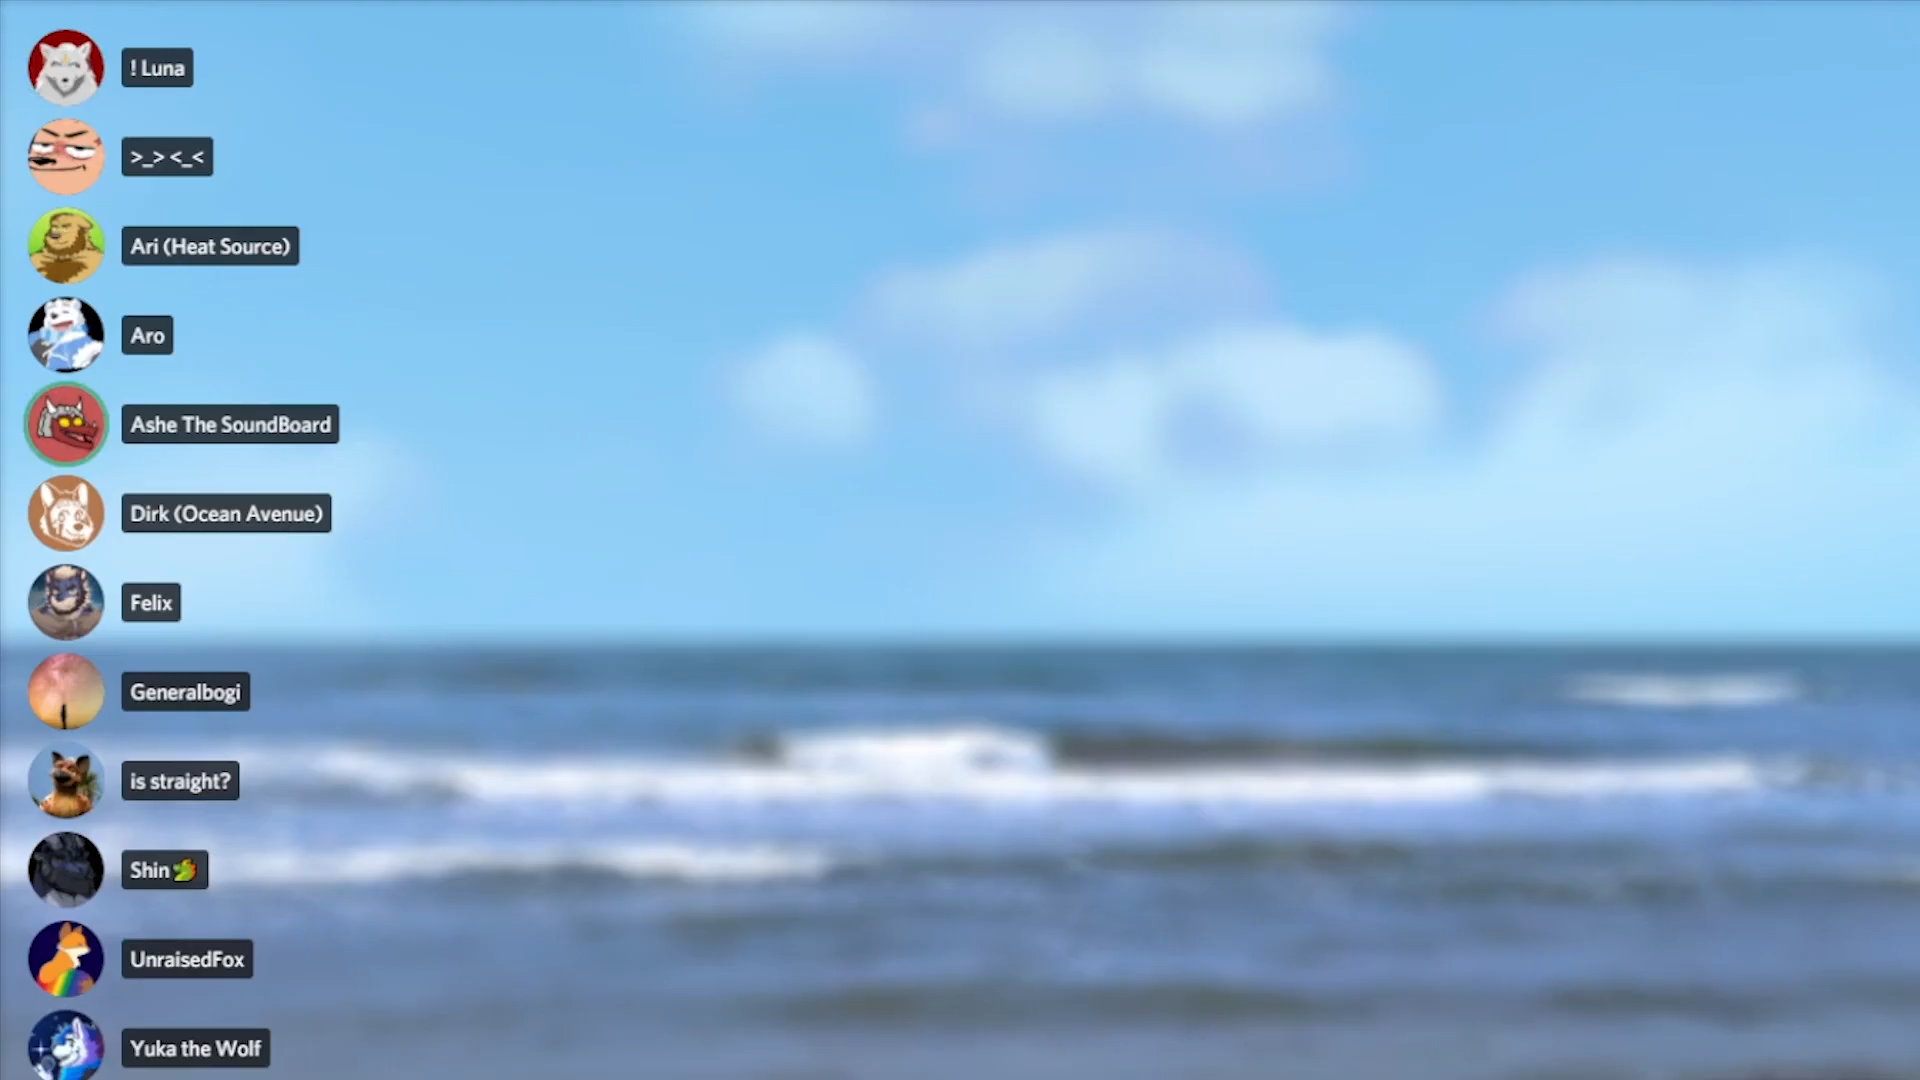 ! Luna
>_> <_<
Ari (Heat Source)
Aro
Ashe The SoundBoard
Dirk (Ocean Avenue)
Felix
Generalbogi
is straight?
Shin🐲
UnraisedFox
Yuka the Wolf